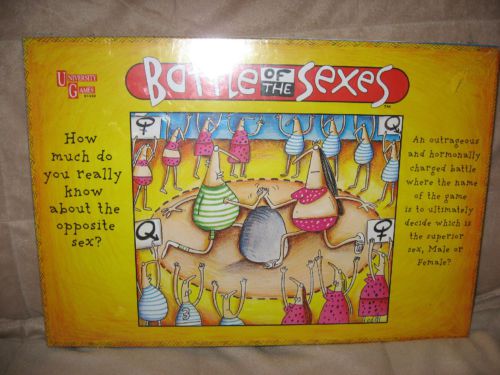 UNIVERSITY
GAMES
Battle OF THE Sexes
TM
How
much do
you really
know
about the
opposite
sex?
An outrageous
and hormonally
charged battle
where the name
of the game
is to ultimately
decide which is
the superior
sex, Male or
Female?